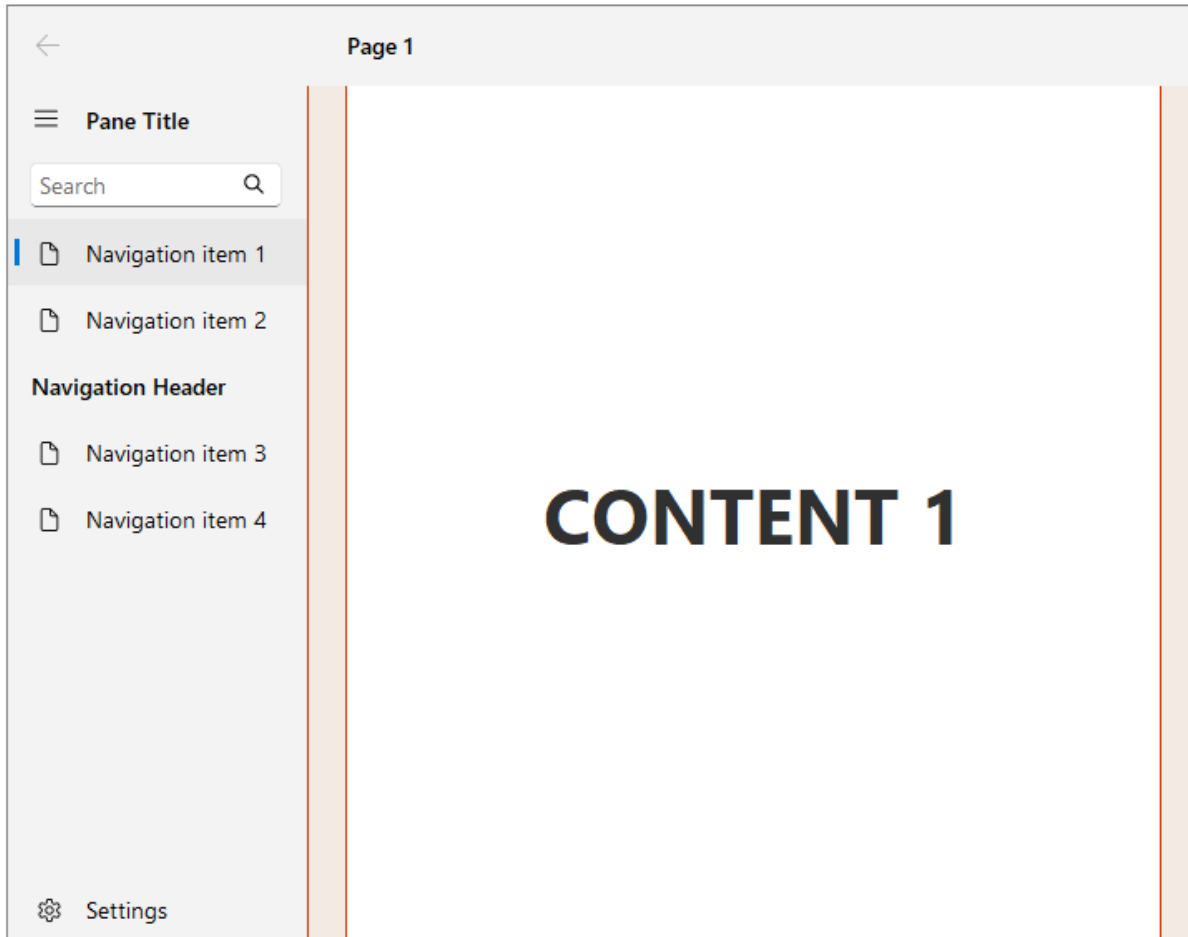 Page 1
Pane Title
Search
Navigation item 1
Navigation item 2
Navigation Header
Navigation item 3
Navigation item 4
CONTENT 1
Settings